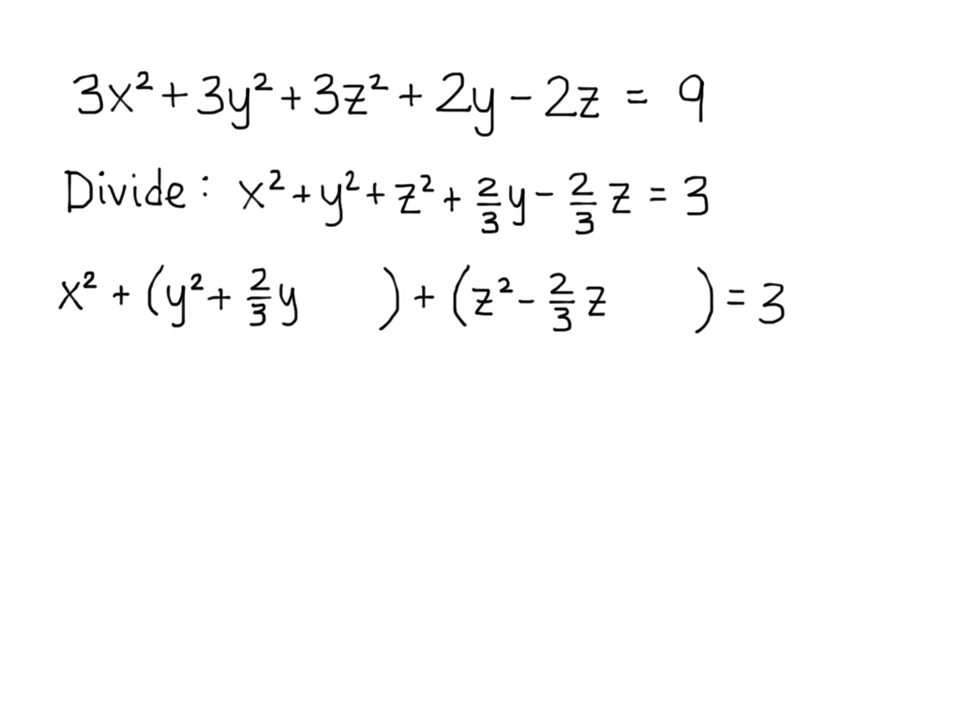 3x² + 3y² + 3z² + 2y − 2z = 9
Divide: x² + y² + z² + 2/3 y − 2/3 z = 3
x² + (y² + 2/3 y      ) + (z² − 2/3 z      ) = 3